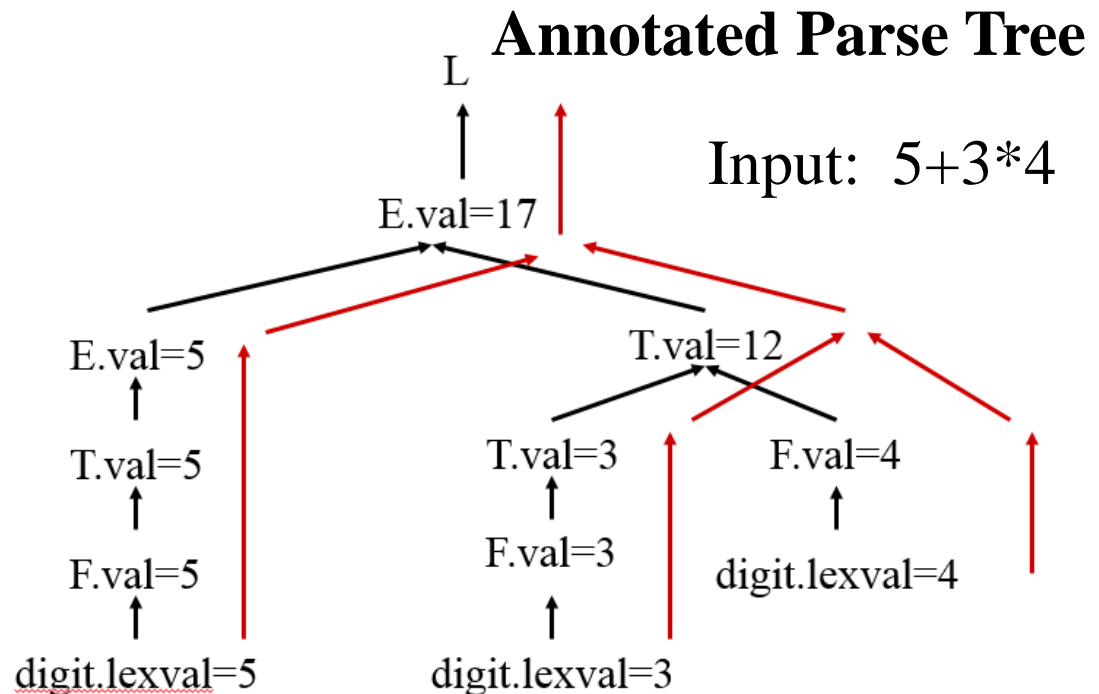 Annotated Parse Tree
L
Input: 5+3*4
E.val=17
E.val=5
T.val=12
T.val=5
T.val=3
F.val=4
F.val=3
F.val=5
digit.lexval=4
digit.lexval=5
digit.lexval=3